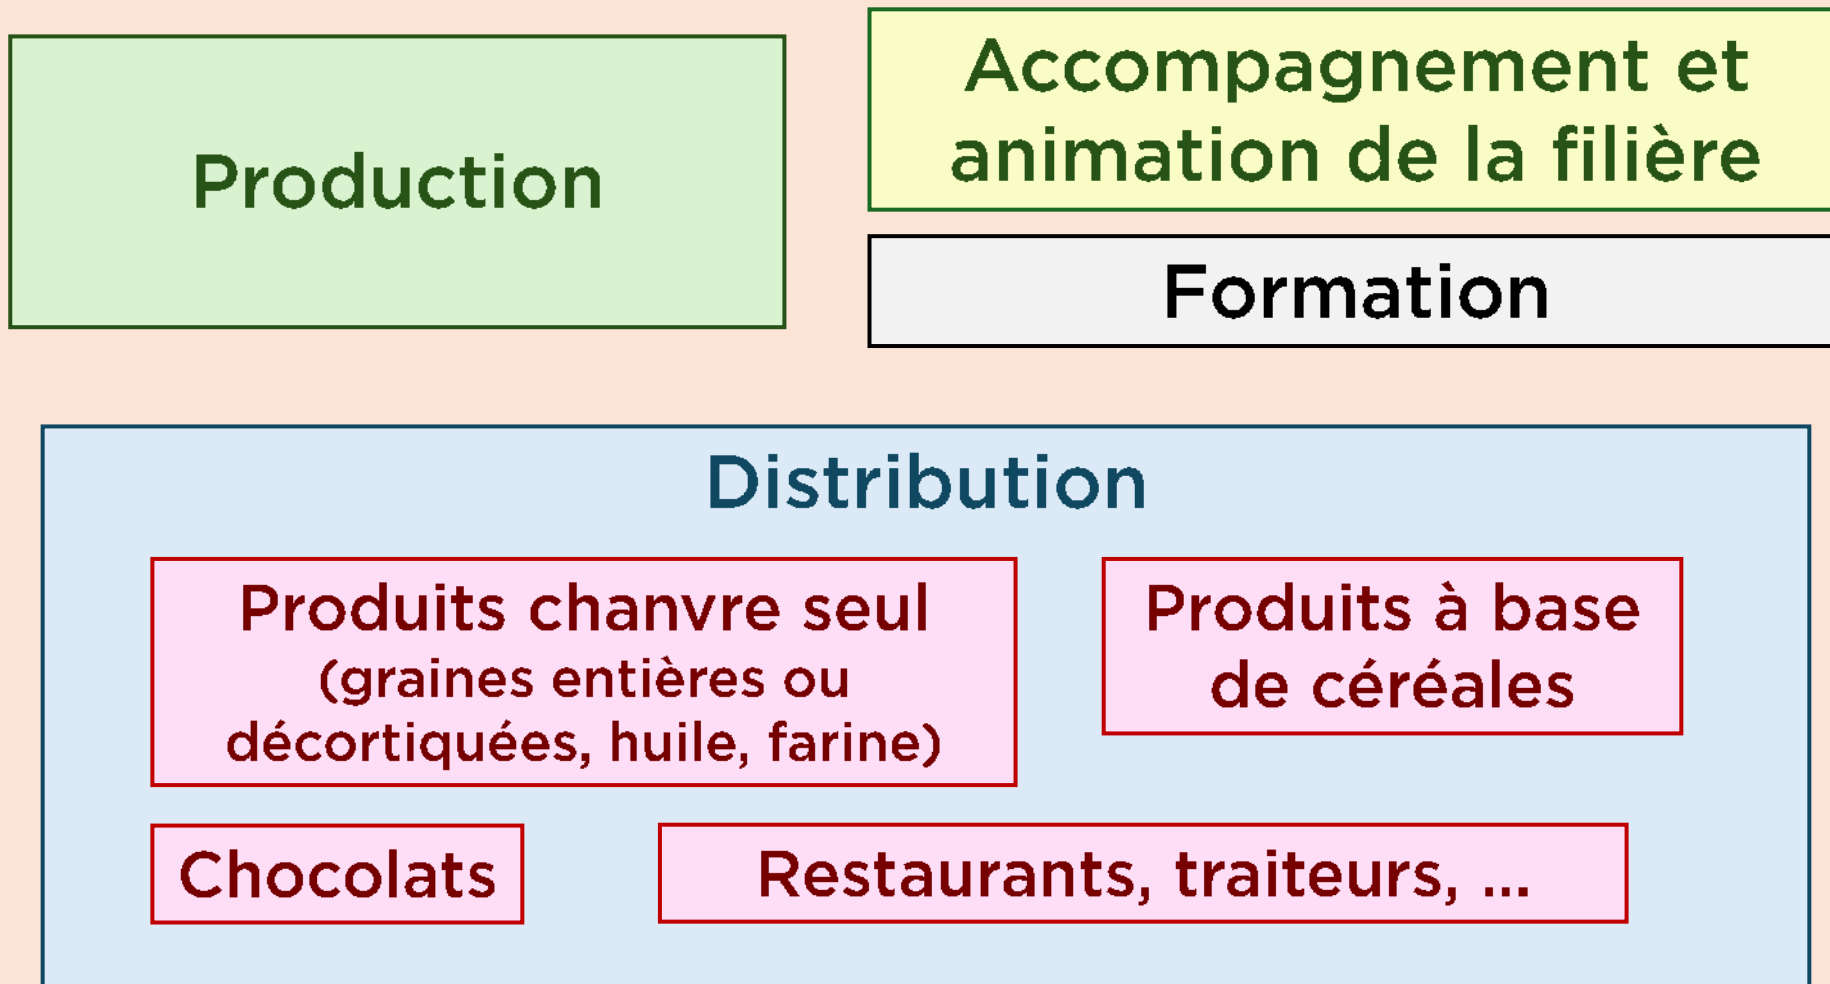 Production
Accompagnement et
animation de la filière
Formation
Distribution
Produits chanvre seul
(graines entières ou
décortiquées, huile, farine)
Produits à base
de céréales
Chocolats
Restaurants, traiteurs, ...